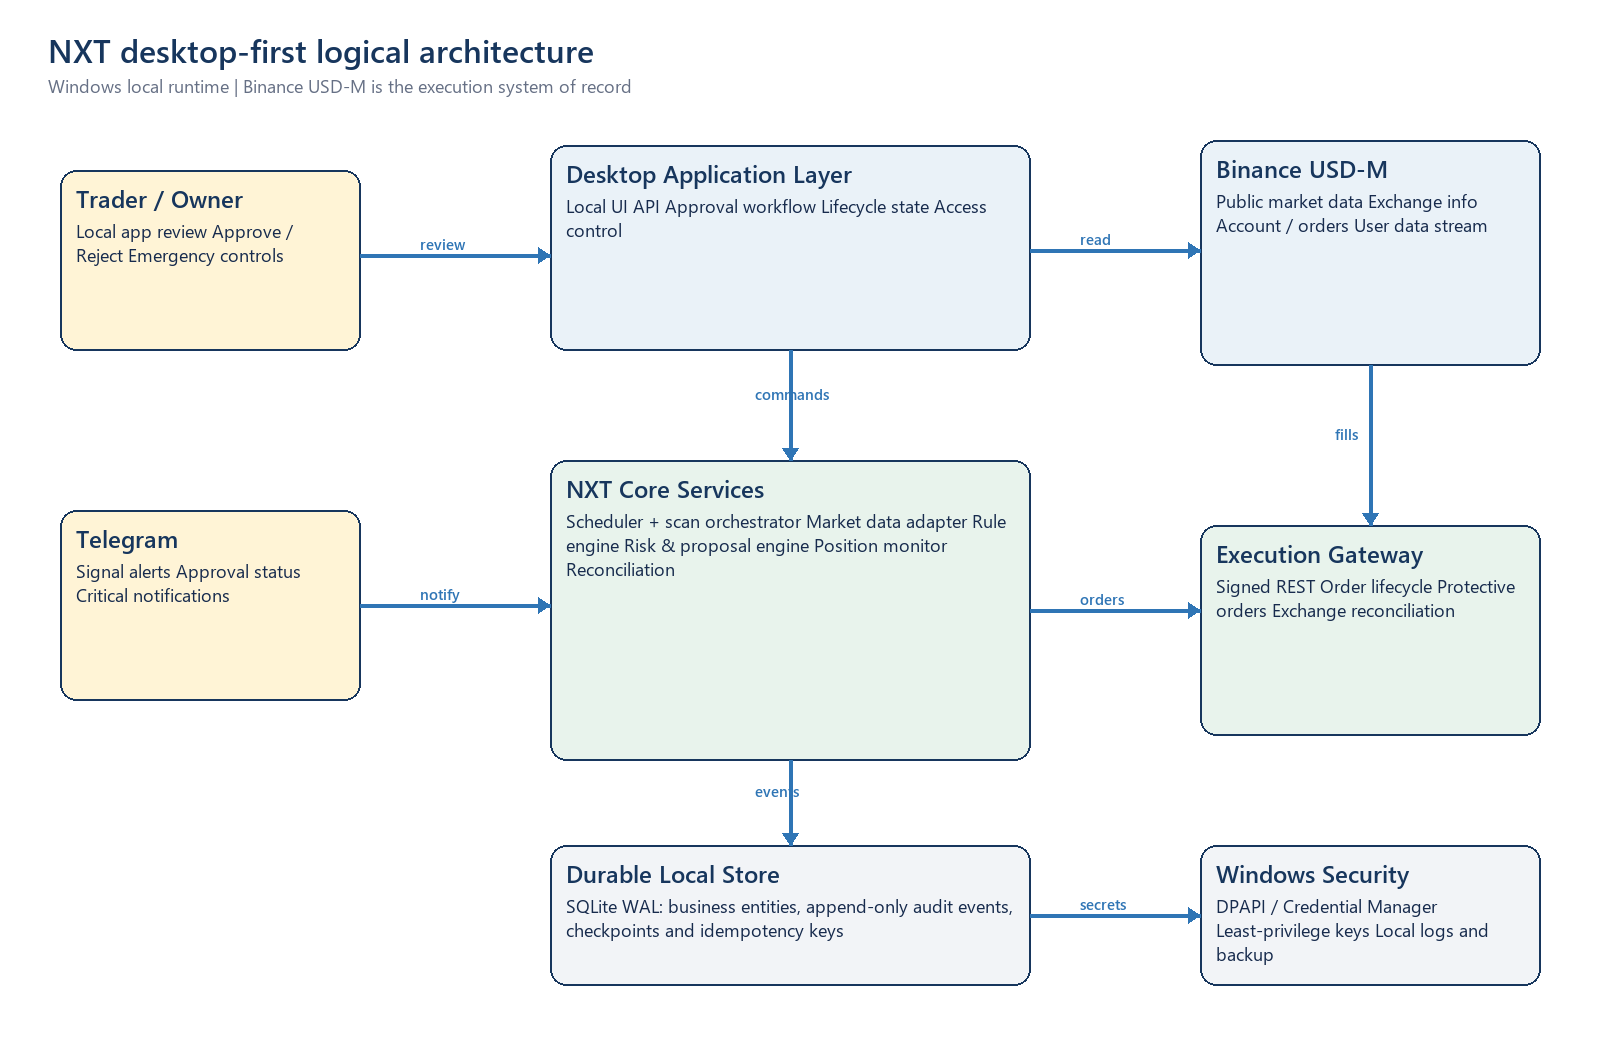 NXT desktop-first logical architecture
Windows local runtime | Binance USD-M is the execution system of record
Trader / Owner
Local app review Approve /
Reject Emergency controls
review
Desktop Application Layer
Local UI API Approval workflow Lifecycle state Access
control
read
Binance USD-M
Public market data Exchange info
Account / orders User data stream
commands
fills
Telegram
Signal alerts Approval status
Critical notifications
notify
NXT Core Services
Scheduler + scan orchestrator Market data adapter Rule
engine Risk & proposal engine Position monitor
Reconciliation
orders
Execution Gateway
Signed REST Order lifecycle Protective
orders Exchange reconciliation
events
Durable Local Store
SQLite WAL: business entities, append-only audit events,
checkpoints and idempotency keys
secrets
Windows Security
DPAPI / Credential Manager
Least-privilege keys Local logs and
backup